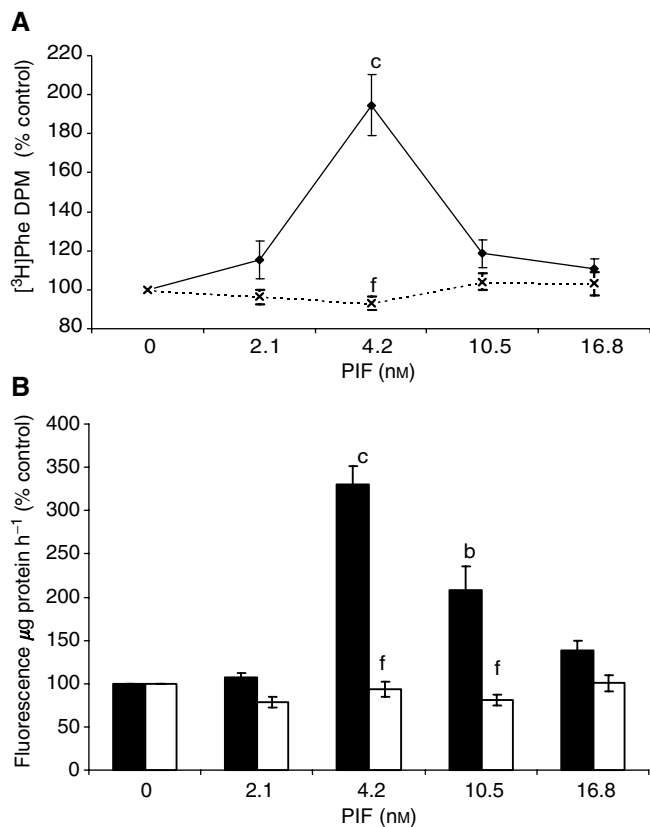 A
220
200
180
160
140
120
100
80
[³H]Phe DPM (% control)
c
f
0 2.1 4.2 10.5 16.8
PIF (nM)
B
400
350
300
250
200
150
100
50
0
Fluorescence µg protein h⁻¹ (% control)
c
b
f
f
0 2.1 4.2 10.5 16.8
PIF (nM)